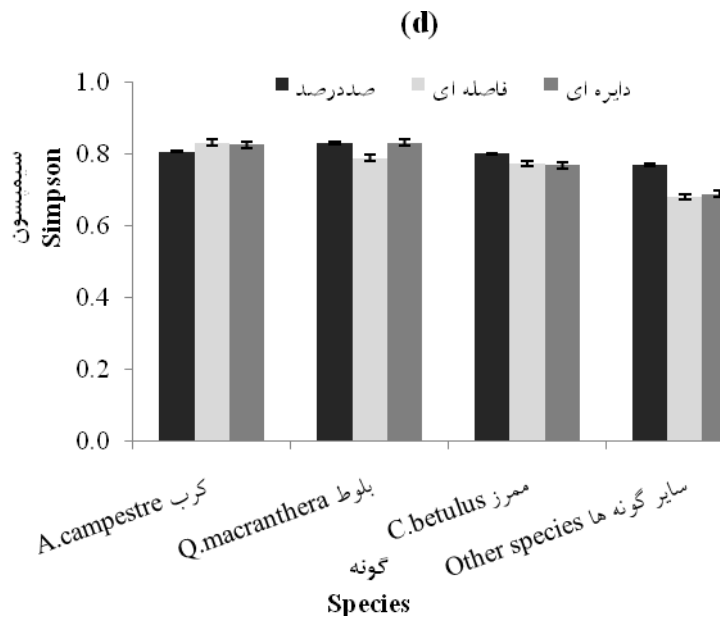 (d)
صددرصد
فاصله ای
دایره ای
1.0
0.8
0.6
0.4
0.2
0.0
سیمپسون
Simpson
A.campestre کرب
Q.macranthera بلوط
C.betulus ممرز
Other species سایر گونه ها
گونه
Species